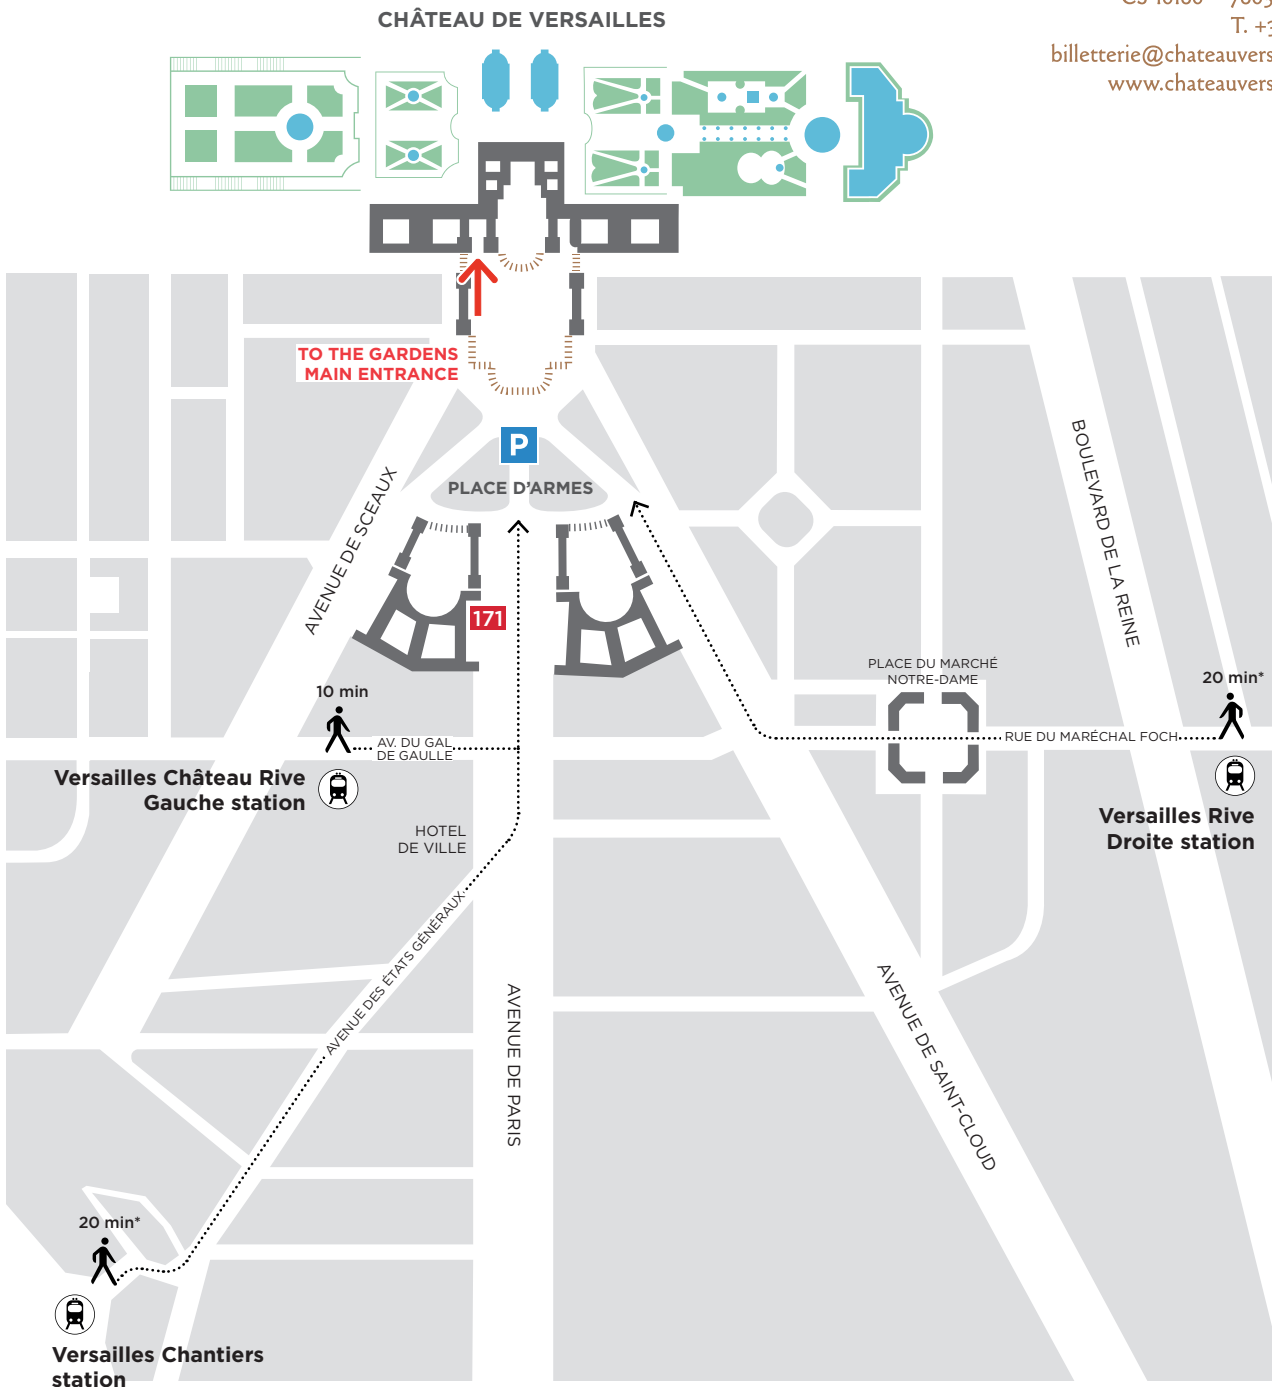 CHÂTEAU DE VERSAILLES
T. +3
billetterie@chateauvers
www.chateauvers
TO THE GARDENS
MAIN ENTRANCE
P
PLACE D'ARMES
AVENUE DE SCEAUX
BOULEVARD DE LA REINE
171
PLACE DU MARCHÉ
NOTRE-DAME
10 min
20 min*
AV. DU GAL
DE GAULLE
RUE DU MARÉCHAL FOCH
Versailles Château Rive
Gauche station
Versailles Rive
Droite station
HOTEL
DE VILLE
AVENUE DES ÉTATS GÉNÉRAUX
AVENUE DE PARIS
AVENUE DE SAINT-CLOUD
20 min*
Versailles Chantiers
station